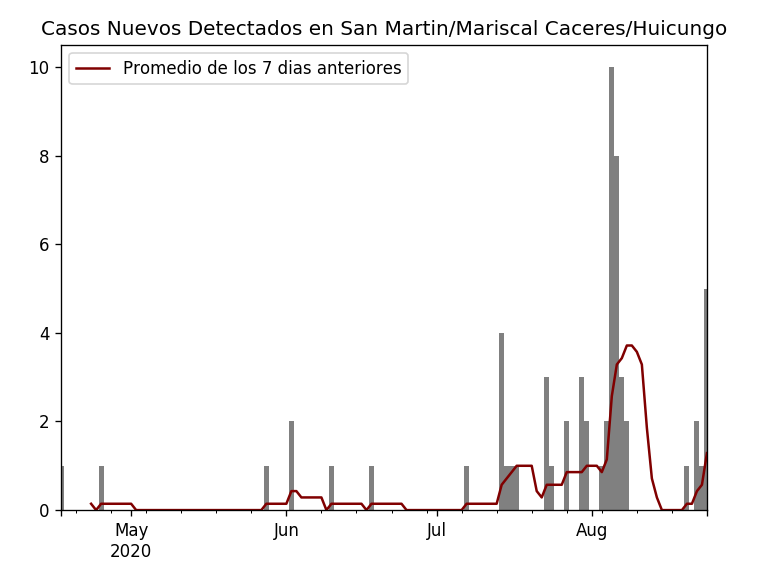 Casos Nuevos Detectados en San Martin/Mariscal Caceres/Huicungo
Promedio de los 7 dias anteriores
10
8
6
4
2
0
May Jun Jul Aug
2020